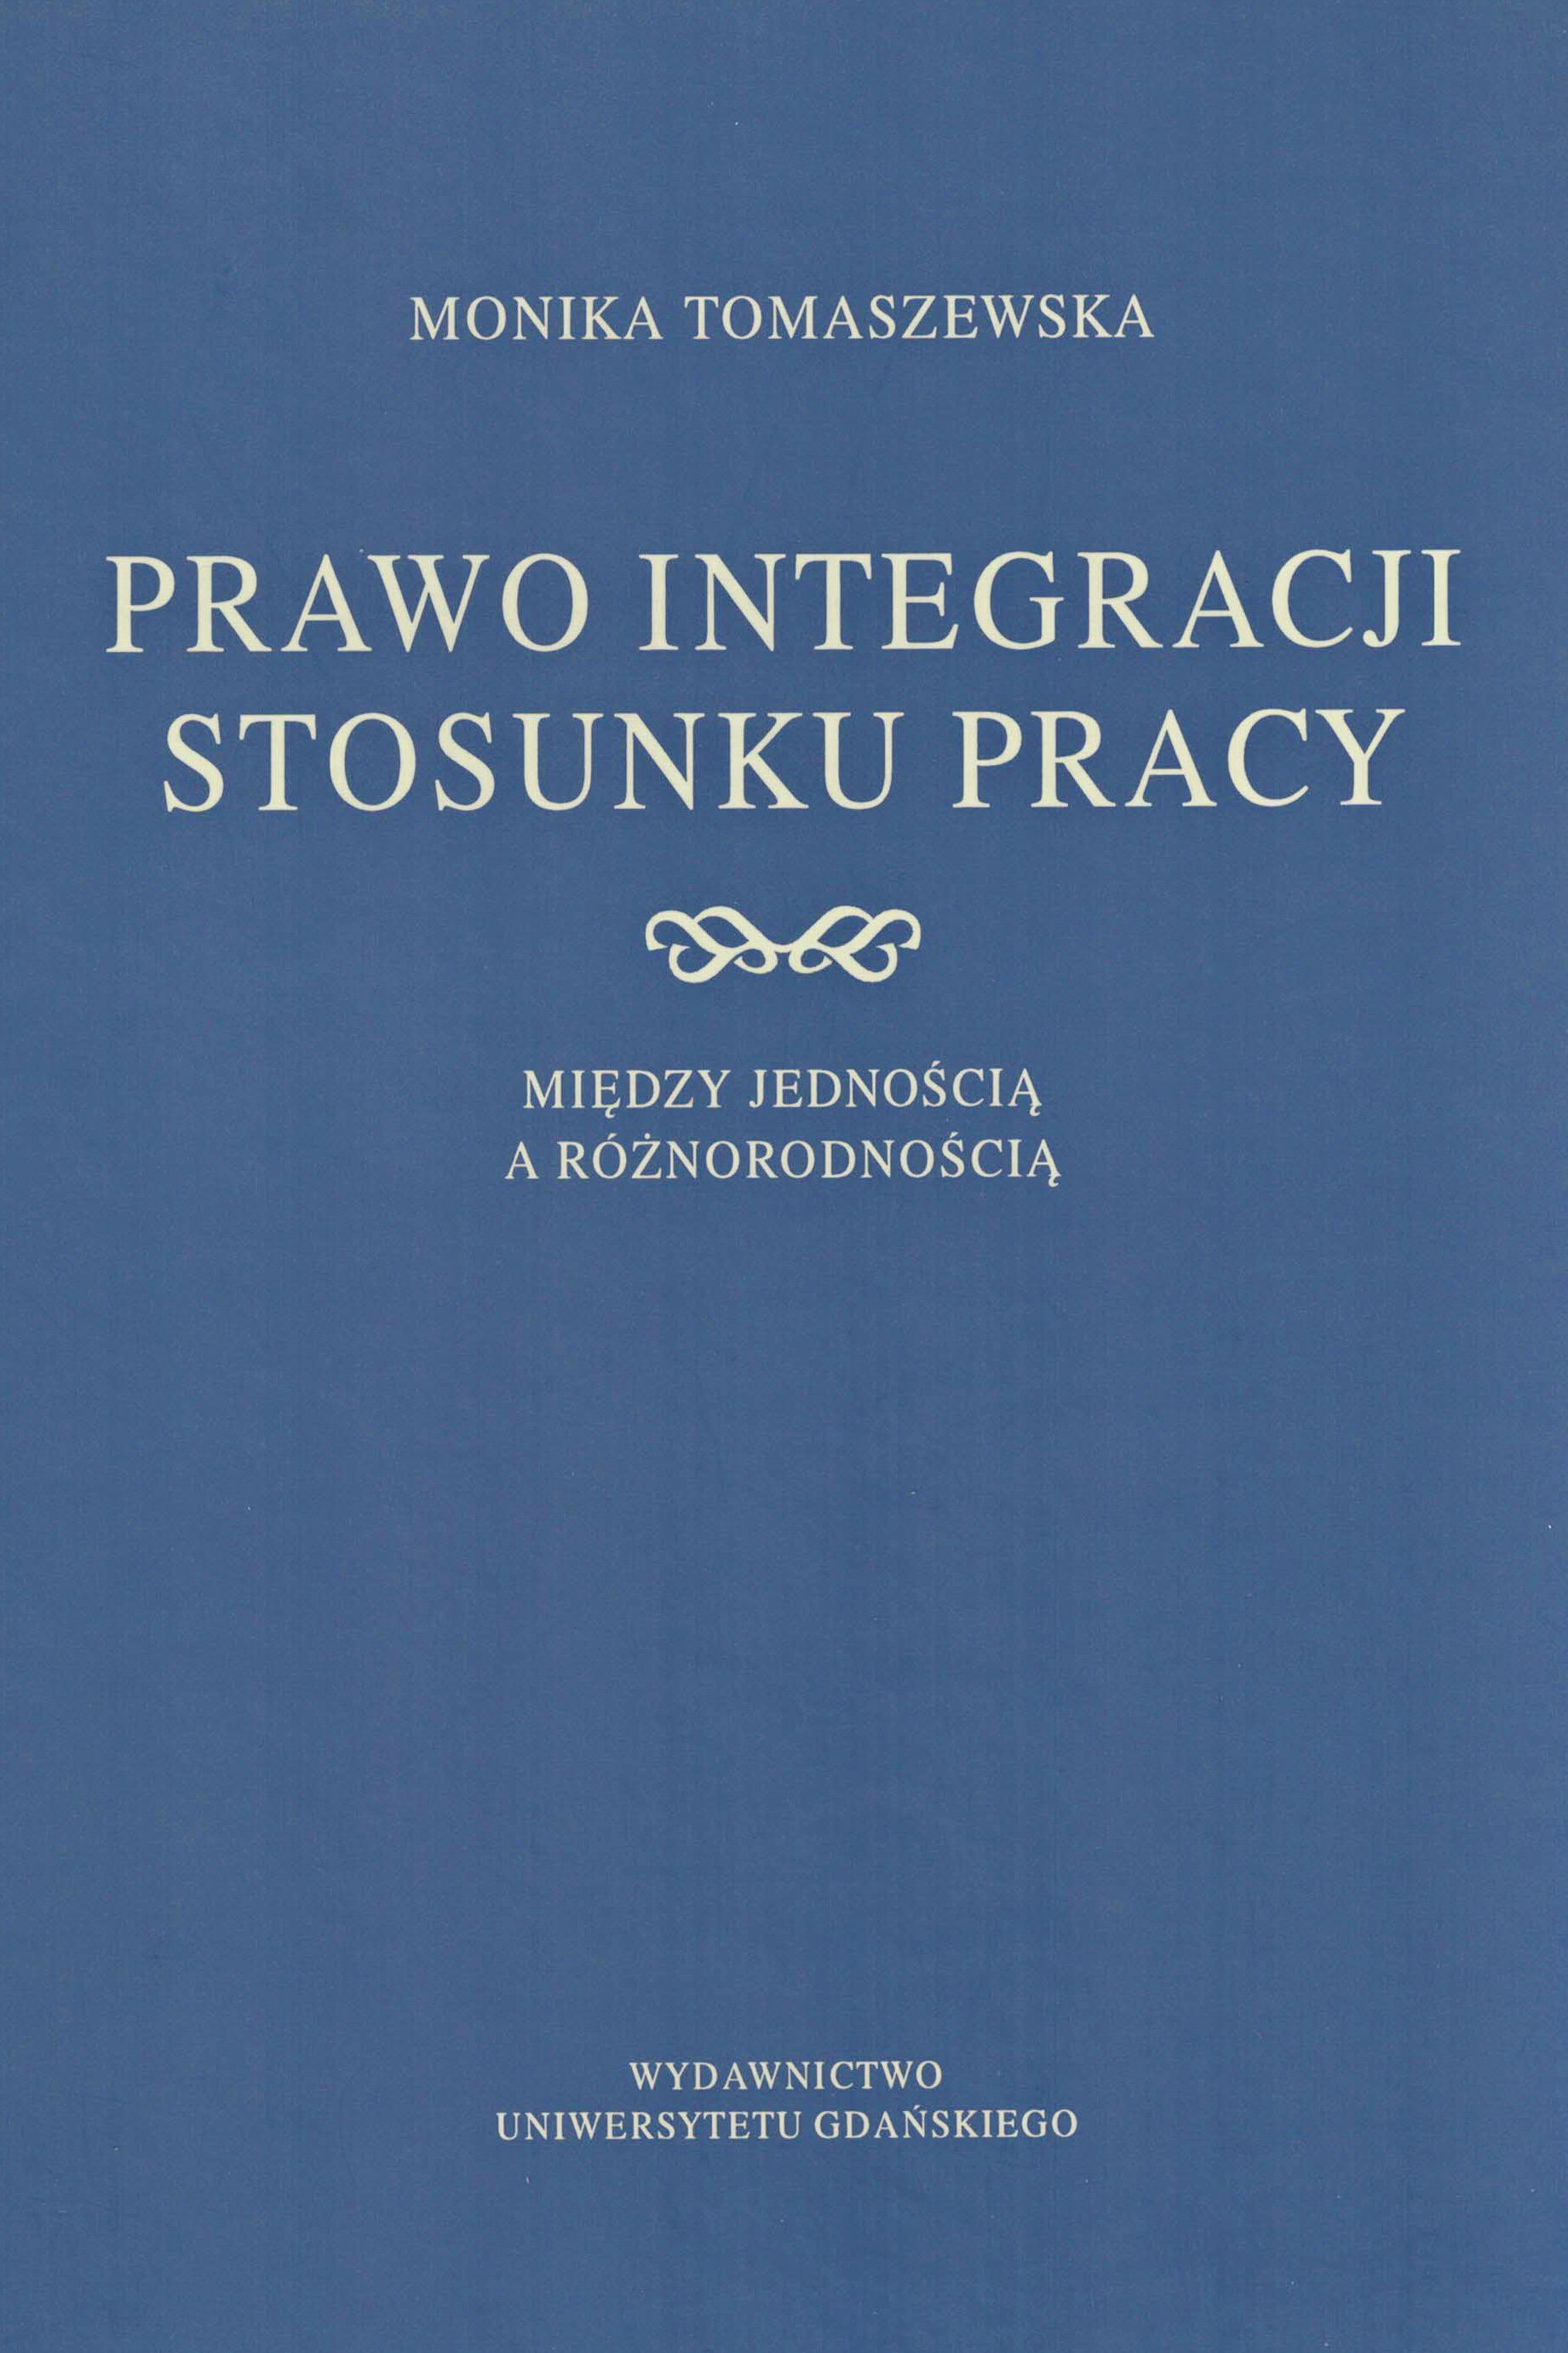 MONIKA TOMASZEWSKA
PRAWO INTEGRACJI
STOSUNKU PRACY
MIĘDZY JEDNOŚCIĄ
A RÓŻNORODNOŚCIĄ
WYDAWNICTWO
UNIWERSYTETU GDAŃSKIEGO